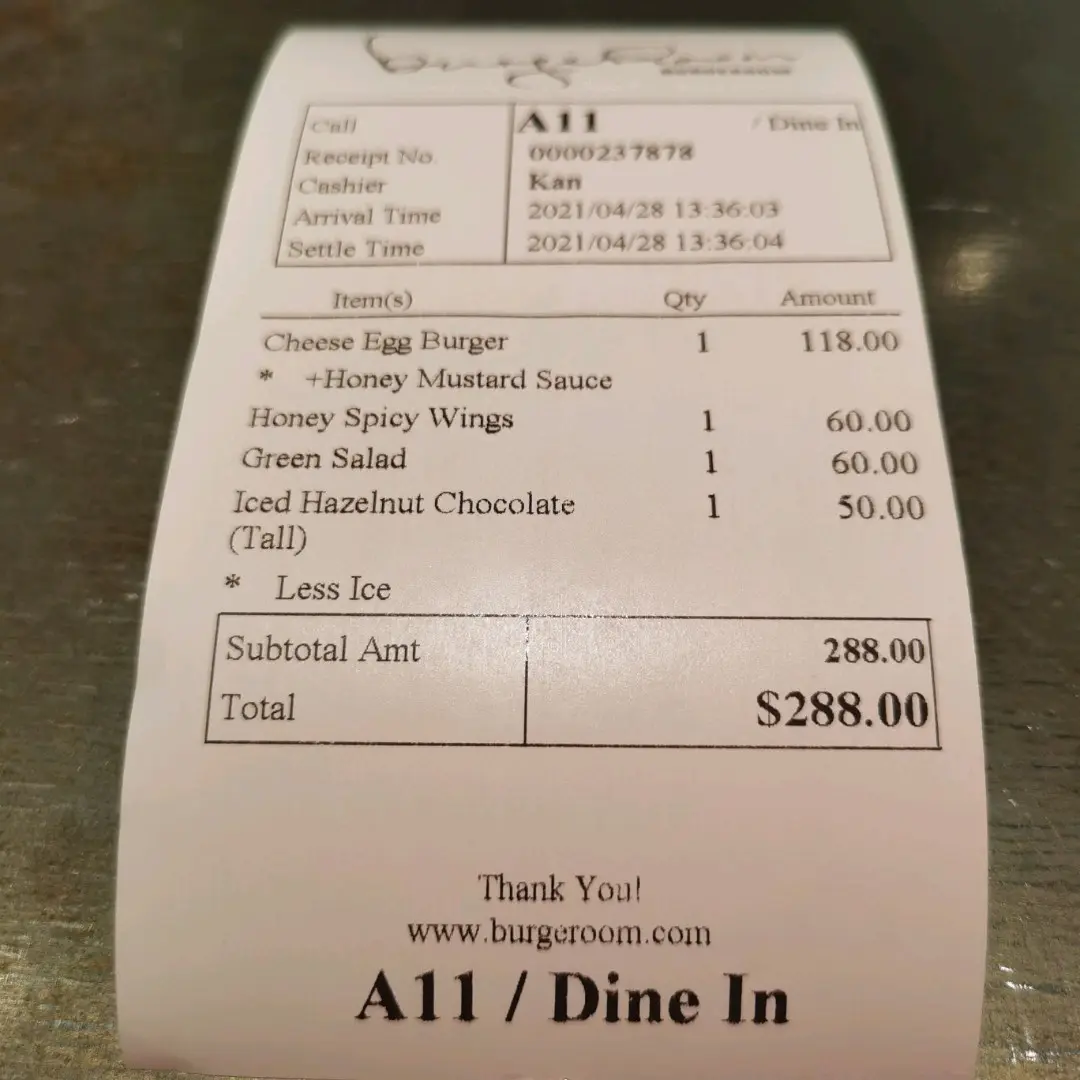 BurgeRoom
Call A11 / Dine In
Receipt No. 0000237878
Cashier Kan
Arrival Time 2021/04/28 13:36:03
Settle Time 2021/04/28 13:36:04
Item(s) Qty Amount
Cheese Egg Burger 1 118.00
* +Honey Mustard Sauce
Honey Spicy Wings 1 60.00
Green Salad 1 60.00
Iced Hazelnut Chocolate 1 50.00
(Tall)
* Less Ice
Subtotal Amt 288.00
Total $288.00
Thank You!
www.burgeroom.com
A11 / Dine In